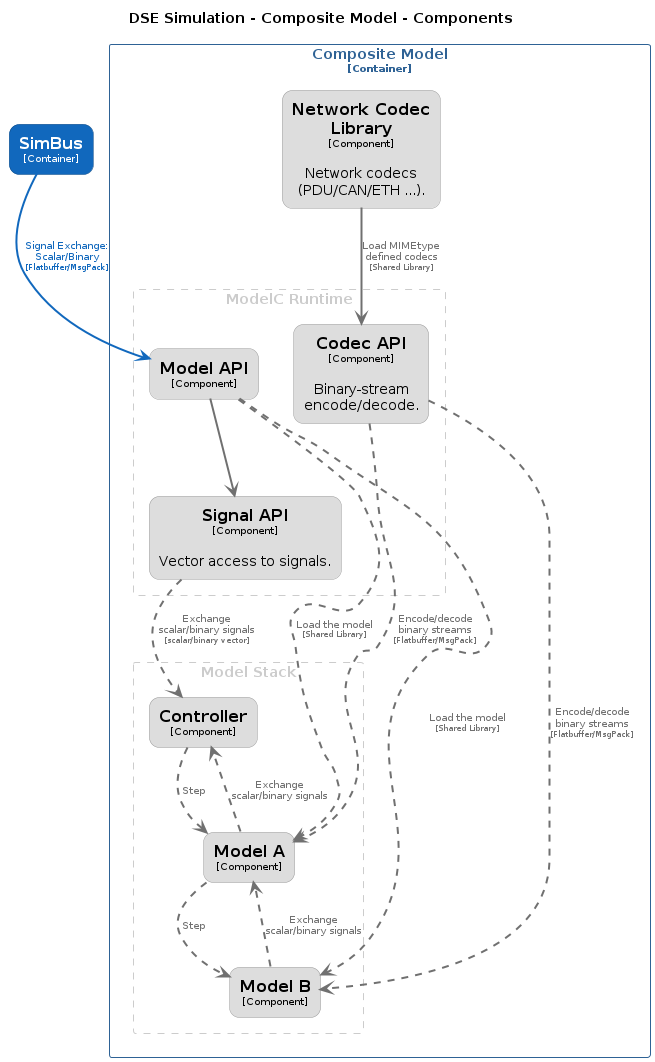 DSE Simulation - Composite Model - Components
Composite Model
[Container]
Network Codec
Library
[Component]
Network codecs
(PDU/CAN/ETH ...).
SimBus
[Container]
Signal Exchange:
Scalar/Binary
[Flatbuffer/MsgPack]
Load MIMEtype
defined codecs
[Shared Library]
ModelC Runtime
Model API
[Component]
Codec API
[Component]
Binary-stream
encode/decode.
Signal API
[Component]
Vector access to signals.
Exchange
scalar/binary signals
[scalar/binary vector]
Load the model
[Shared Library]
Encode/decode
binary streams
[Flatbuffer/MsgPack]
Model Stack
Controller
[Component]
Load the model
[Shared Library]
Encode/decode
binary streams
[Flatbuffer/MsgPack]
Step
Exchange
scalar/binary signals
Model A
[Component]
Step
Exchange
scalar/binary signals
Model B
[Component]